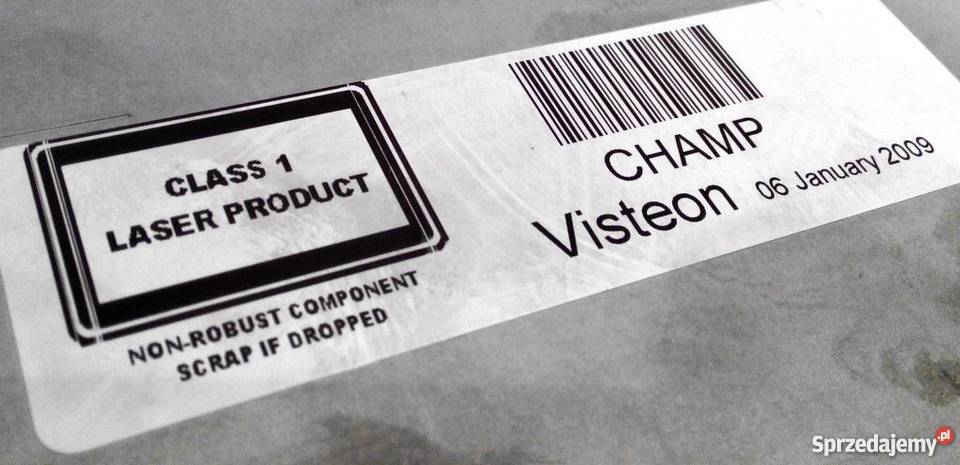 CLASS 1
LASER PRODUCT
NON-ROBUST COMPONENT
SCRAP IF DROPPED
CHAMP
Visteon 06 January 2009
Sprzedajemy.pl